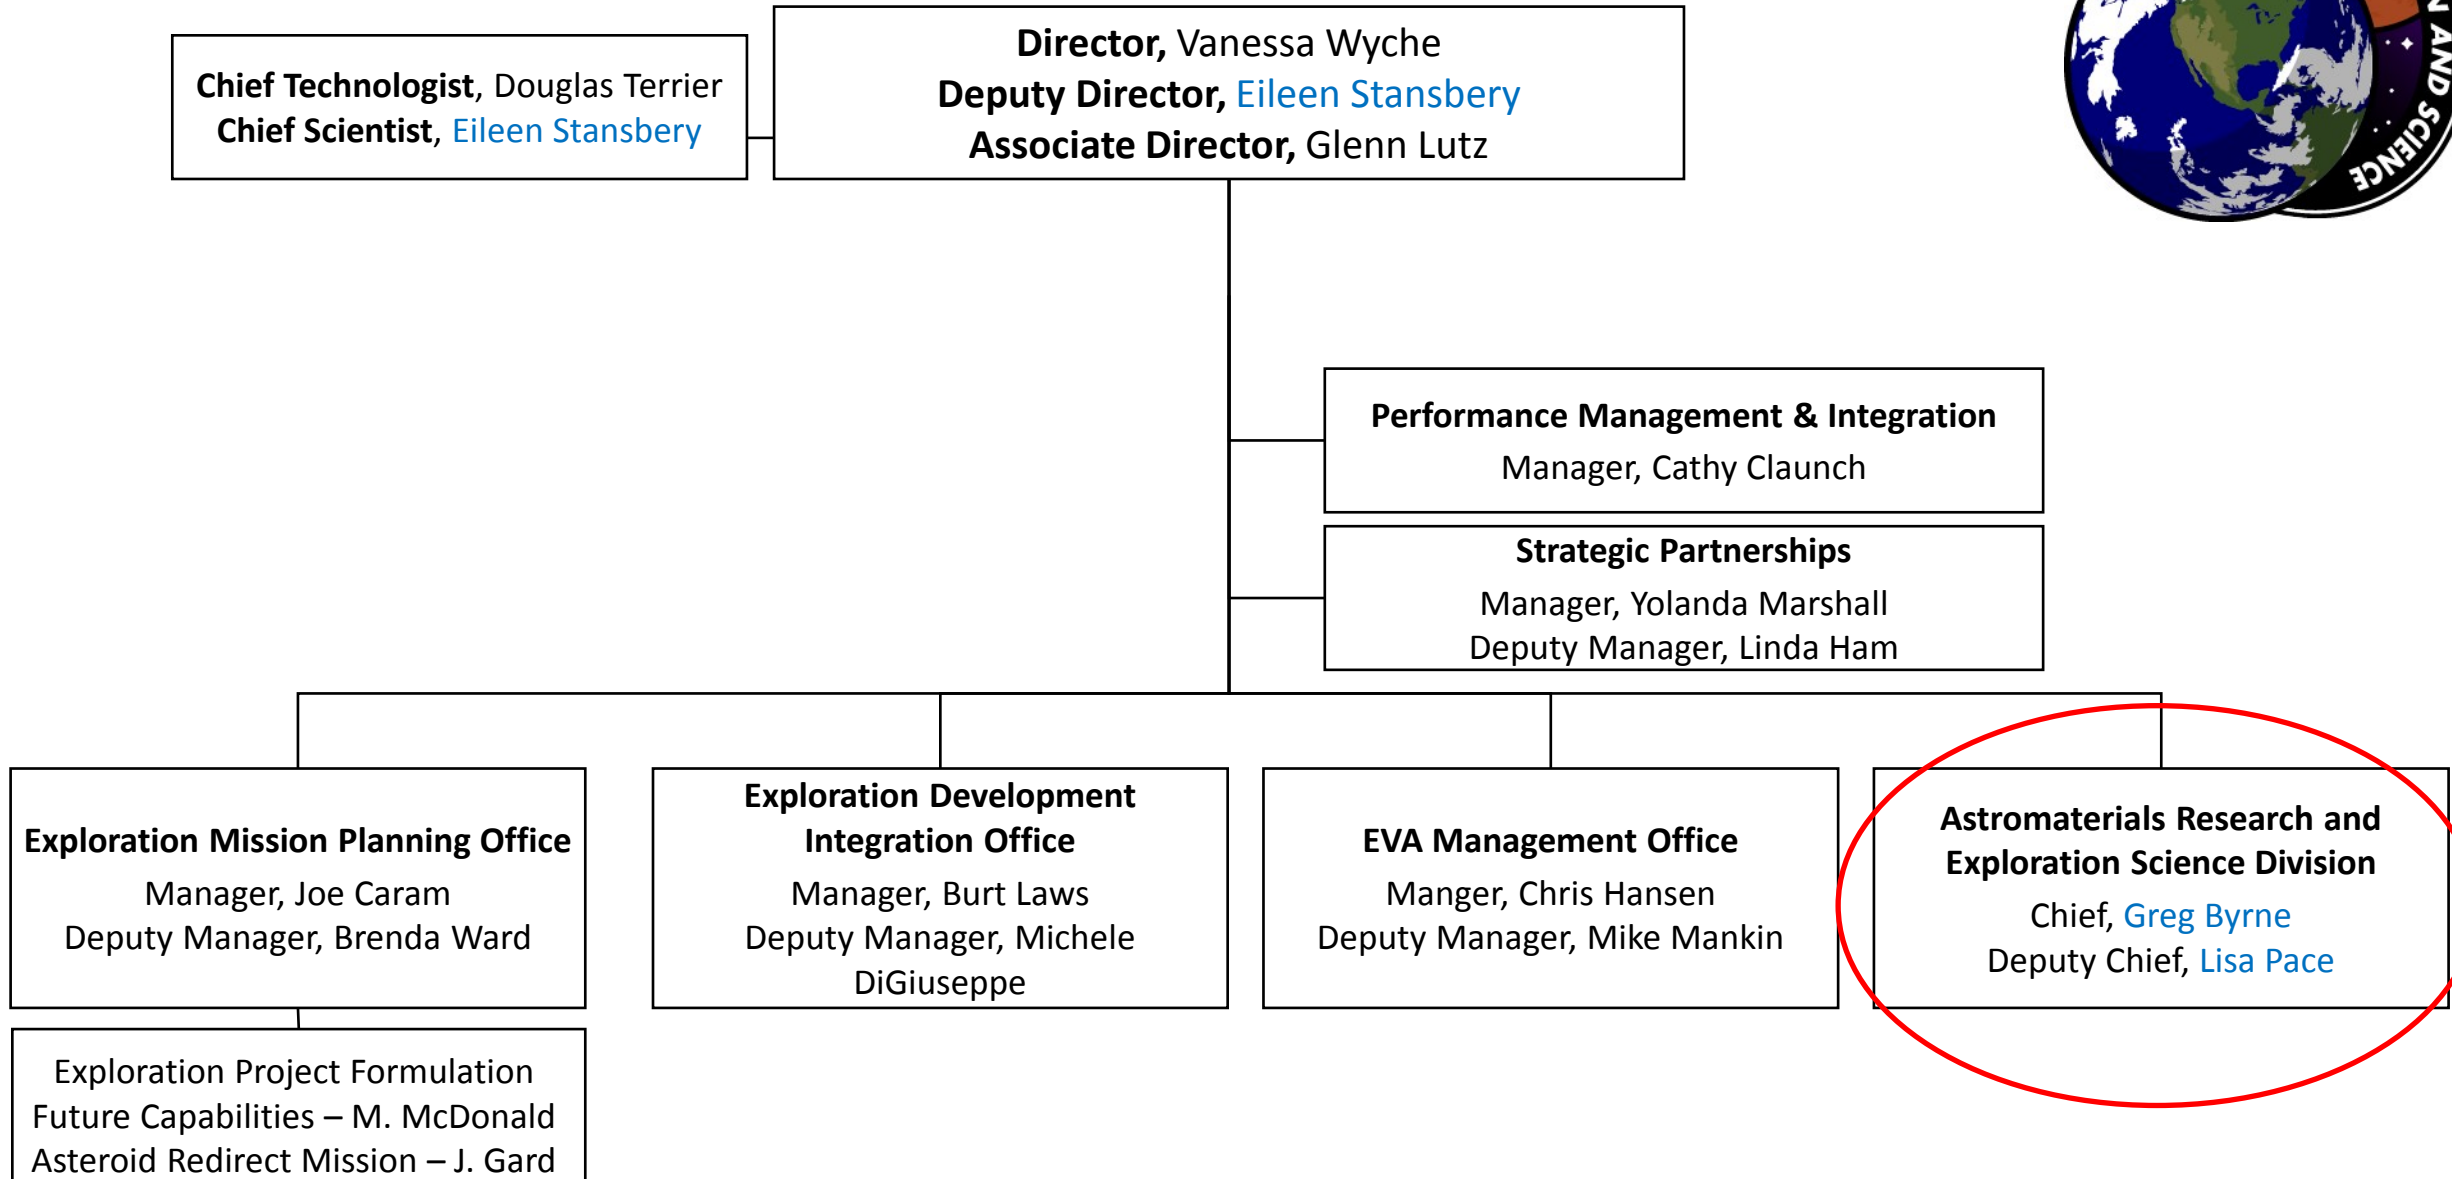 Chief Technologist, Douglas Terrier
Chief Scientist, Eileen Stansbery
Director, Vanessa Wyche
Deputy Director, Eileen Stansbery
Associate Director, Glenn Lutz
AND SCIENCE
Performance Management & Integration
Manager, Cathy Claunch
Strategic Partnerships
Manager, Yolanda Marshall
Deputy Manager, Linda Ham
Exploration Mission Planning Office
Manager, Joe Caram
Deputy Manager, Brenda Ward
Exploration Development
Integration Office
Manager, Burt Laws
Deputy Manager, Michele
DiGiuseppe
EVA Management Office
Manger, Chris Hansen
Deputy Manager, Mike Mankin
Astromaterials Research and
Exploration Science Division
Chief, Greg Byrne
Deputy Chief, Lisa Pace
Exploration Project Formulation
Future Capabilities – M. McDonald
Asteroid Redirect Mission – J. Gard